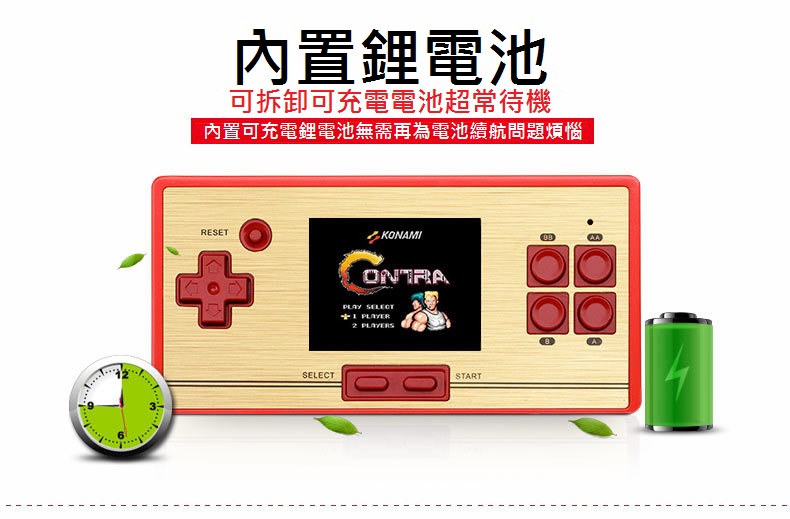 內置鋰電池
可拆卸可充電電池超常待機
內置可充電鋰電池無需再為電池續航問題煩惱
RESET
KONAMI
CONTRA
PLAY SELECT
1 PLAYER
2 PLAYERS
BB
AA
B
A
SELECT
START
12
9
3
6